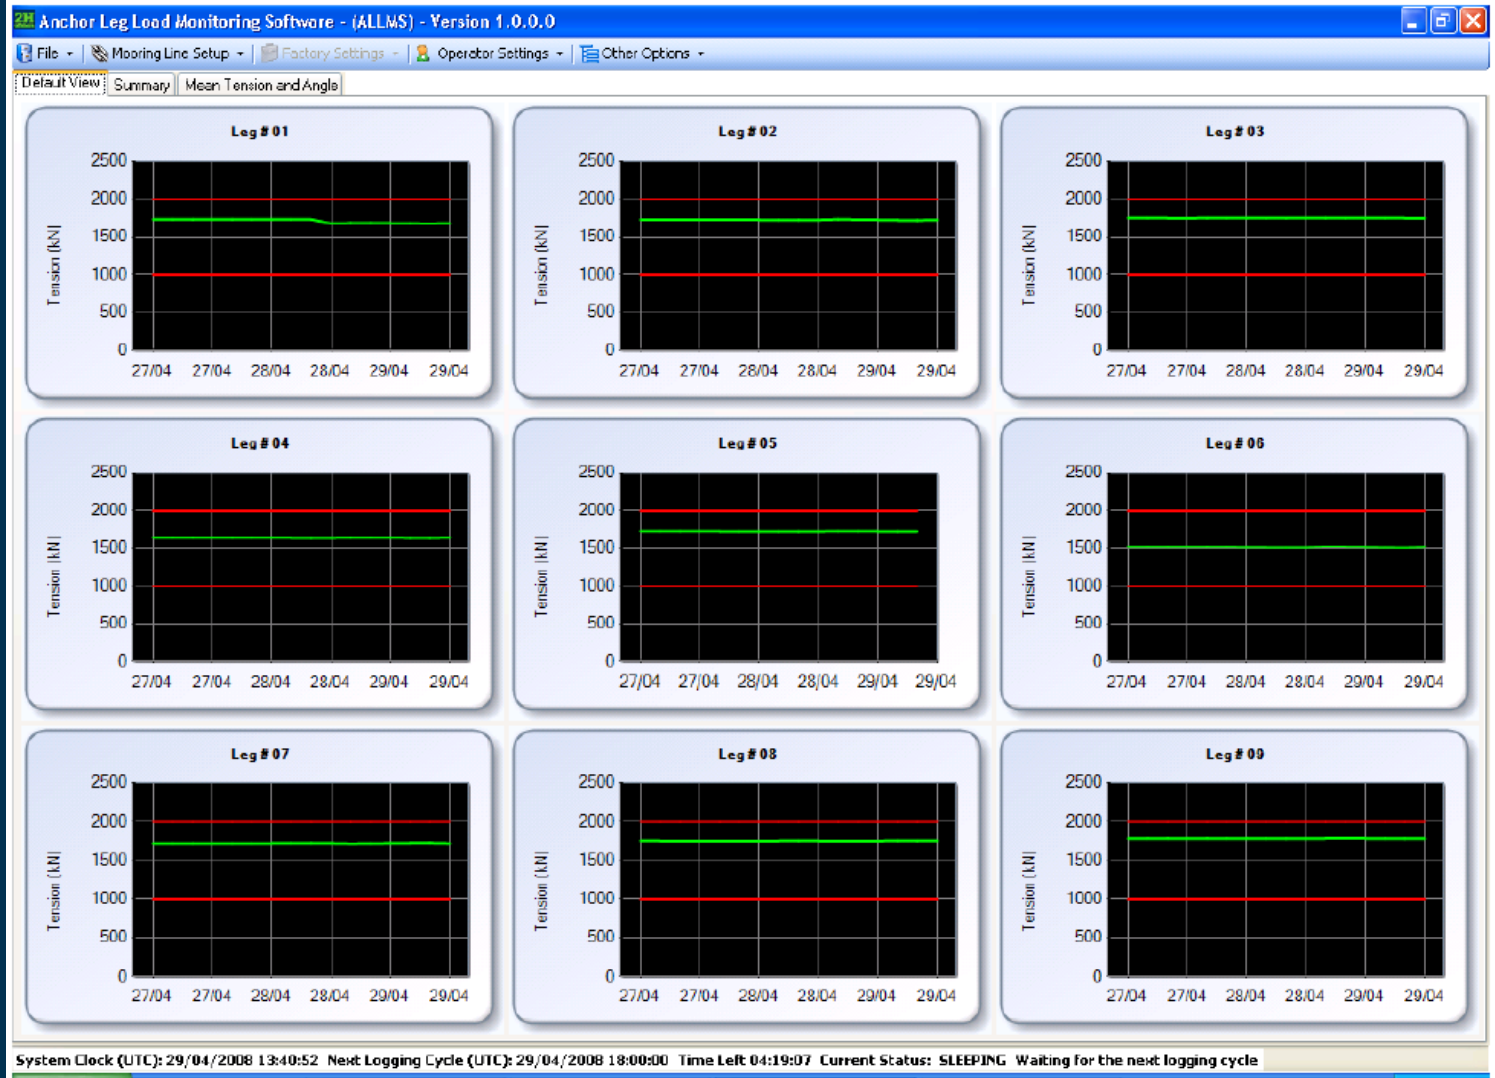 2H Anchor Leg Load Monitoring Software - (ALLMS) - Version 1.0.0.0
File Mooring Line Setup Factory Settings Operator Settings Other Options
Default View Summary Mean Tension and Angle
Leg # 01
2500
2000
1500
1000
500
0
Tension (kN)
27/04 27/04 28/04 28/04 29/04 29/04
Leg # 02
2500
2000
1500
1000
500
0
Tension (kN)
27/04 27/04 28/04 28/04 29/04 29/04
Leg # 03
2500
2000
1500
1000
500
0
Tension (kN)
27/04 27/04 28/04 28/04 29/04 29/04
Leg # 04
2500
2000
1500
1000
500
0
Tension (kN)
27/04 27/04 28/04 28/04 29/04 29/04
Leg # 05
2500
2000
1500
1000
500
0
Tension (kN)
27/04 27/04 28/04 28/04 29/04 29/04
Leg # 06
2500
2000
1500
1000
500
0
Tension (kN)
27/04 27/04 28/04 28/04 29/04 29/04
Leg # 07
2500
2000
1500
1000
500
0
Tension (kN)
27/04 27/04 28/04 28/04 29/04 29/04
Leg # 08
2500
2000
1500
1000
500
0
Tension (kN)
27/04 27/04 28/04 28/04 29/04 29/04
Leg # 09
2500
2000
1500
1000
500
0
Tension (kN)
27/04 27/04 28/04 28/04 29/04 29/04
System Clock (UTC): 29/04/2008 13:40:52 Next Logging Cycle (UTC): 29/04/2008 18:00:00 Time Left 04:19:07 Current Status: SLEEPING Waiting for the next logging cycle